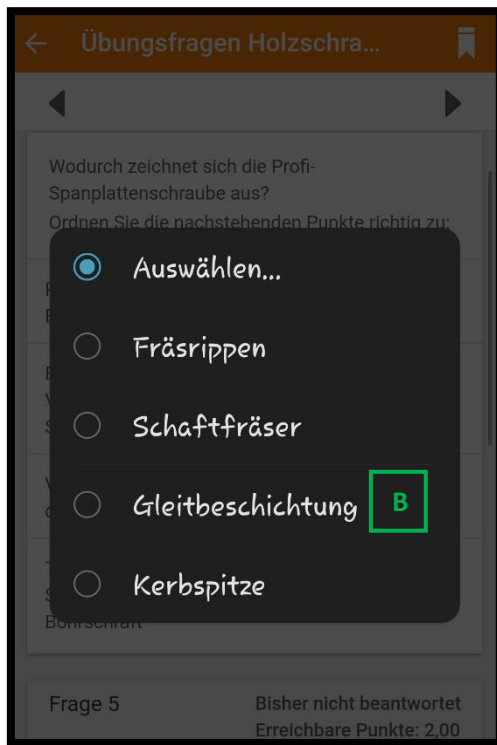 Übungsfragen Holzschra...
Wodurch zeichnet sich die Profi-
Spanplattenschraube aus?
Ordnen Sie die nachstehenden Punkte richtig zu:
Auswählen...
Fräsrippen
Schaftfräser
Gleitbeschichtung B
Kerbspitze
Frage 5
Bisher nicht beantwortet
Erreichbare Punkte: 2,00